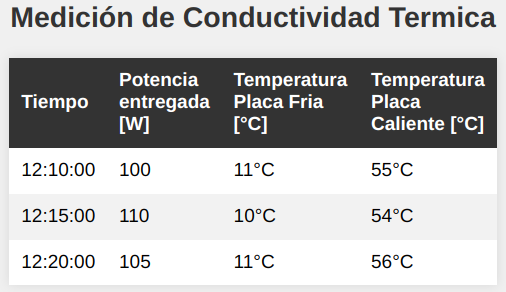 Medición de Conductividad Termica
Tiempo Potencia entregada [W] Temperatura Placa Fria [°C] Temperatura Placa Caliente [°C]
12:10:00 100 11°C 55°C
12:15:00 110 10°C 54°C
12:20:00 105 11°C 56°C